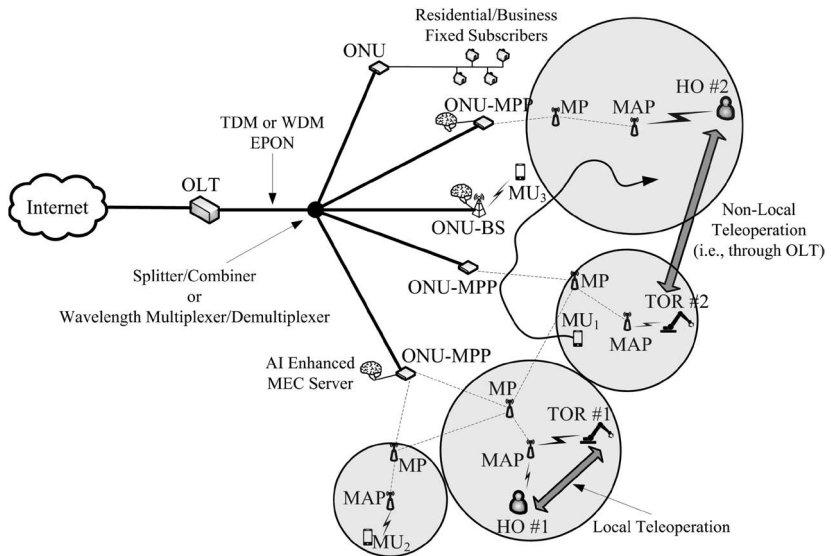 Residential/Business
Fixed Subscribers
ONU
HO #2
ONU-MPP
MP
MAP
TDM or WDM
EPON
OLT
MU3
Internet
ONU-BS
Non-Local
Teleoperation
(i.e., through OLT)
Splitter/Combiner
or
Wavelength Multiplexer/Demultiplexer
ONU-MPP
MP
TOR #2
MU1
MAP
AI Enhanced
MEC Server
ONU-MPP
MP
TOR #1
MAP
MP
MAP
HO #1
Local Teleoperation
MU2